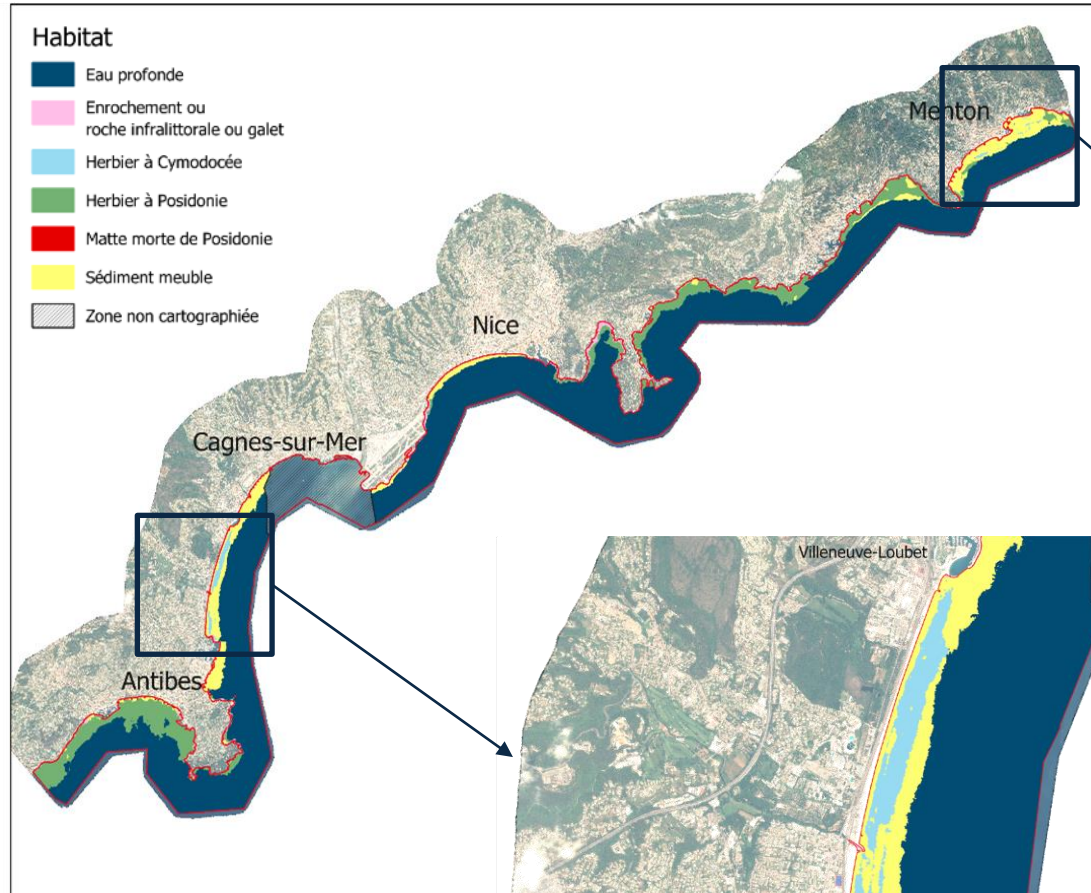 Habitat
Eau profonde
Enrochement ou
roche infralittorale ou galet
Herbier à Cymodocée
Herbier à Posidonie
Matte morte de Posidonie
Sédiment meuble
Zone non cartographiée
Menton
Nice
Cagnes-sur-Mer
Antibes
Villeneuve-Loubet